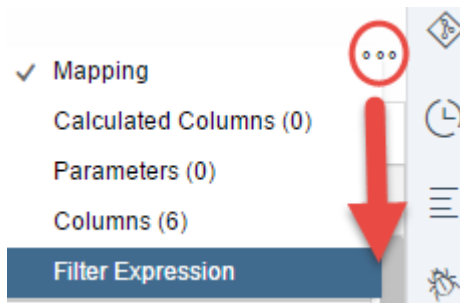 Mapping
Calculated Columns (0)
Parameters (0)
Columns (6)
Filter Expression